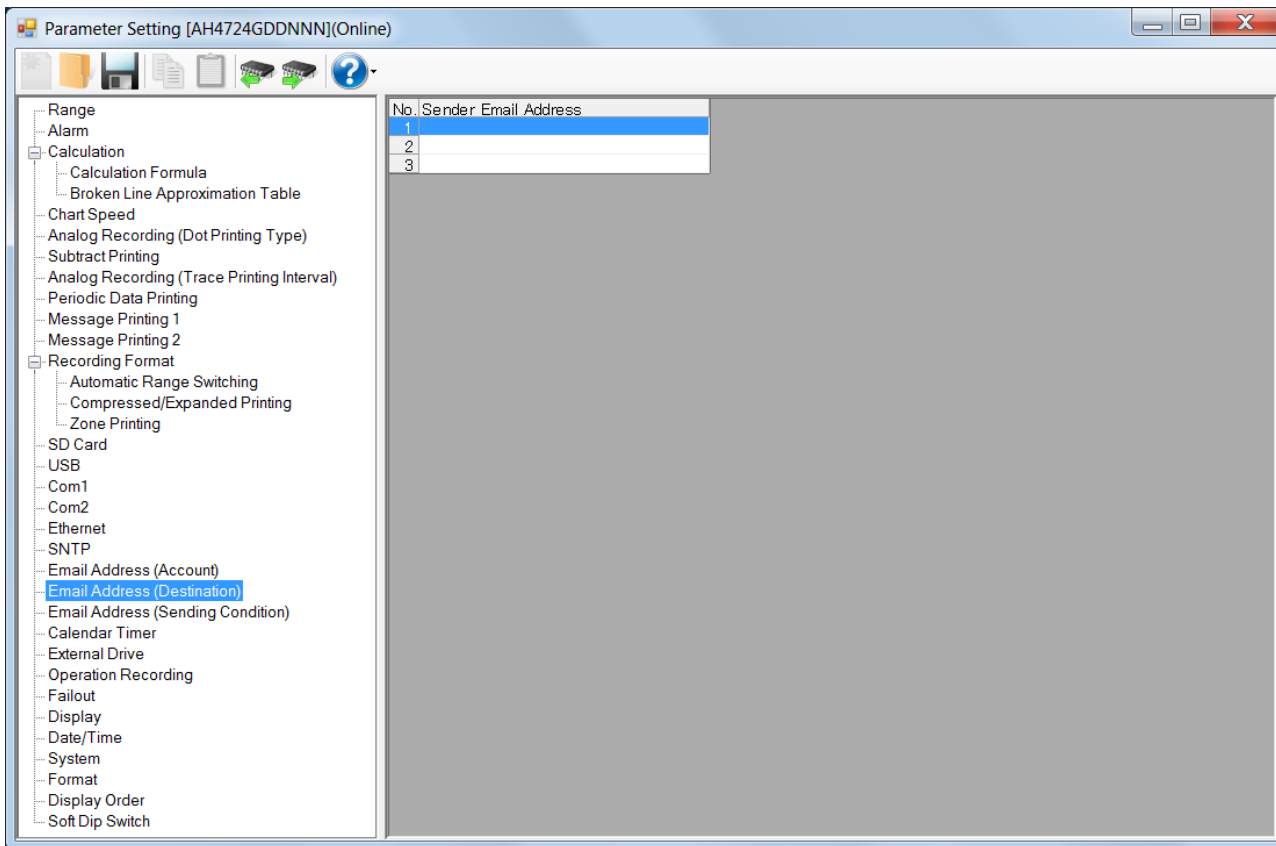 Parameter Setting [AH4724GDDNNN](Online)
Range
Alarm
Calculation
Calculation Formula
Broken Line Approximation Table
Chart Speed
Analog Recording (Dot Printing Type)
Subtract Printing
Analog Recording (Trace Printing Interval)
Periodic Data Printing
Message Printing 1
Message Printing 2
Recording Format
Automatic Range Switching
Compressed/Expanded Printing
Zone Printing
SD Card
USB
Com1
Com2
Ethernet
SNTP
Email Address (Account)
Email Address (Destination)
Email Address (Sending Condition)
Calendar Timer
External Drive
Operation Recording
Failout
Display
Date/Time
System
Format
Display Order
Soft Dip Switch
No. Sender Email Address
1
2
3